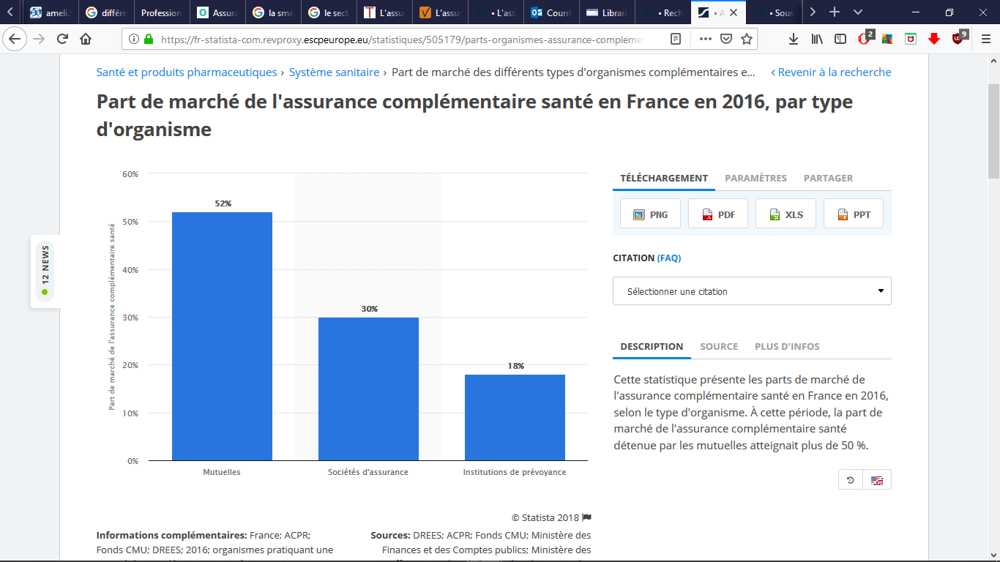 ameli.
différe
Profession
Assura
la sme
le sect
L'assu
L'assu
• L'ass
Courri
Librari
• Rech
• A
• Sous
https://fr-statista-com.revproxy.escpeurope.eu/statistiques/505179/parts-organismes-assurance-compleme
2
9
Santé et produits pharmaceutiques › Système sanitaire › Part de marché des différents types d'organismes complémentaires e...
‹ Revenir à la recherche
Part de marché de l'assurance complémentaire santé en France en 2016, par type
d'organisme
12 NEWS
Part de marché de l'assurance complémentaire santé
60%
50%
40%
30%
20%
10%
0%
52%
30%
18%
Mutuelles
Sociétés d'assurance
Institutions de prévoyance
© Statista 2018
Informations complémentaires: France; ACPR;
Fonds CMU; DREES; 2016; organismes pratiquant une
Sources: DREES; ACPR; Fonds CMU; Ministère des
Finances et des Comptes publics; Ministère des
TÉLÉCHARGEMENT PARAMÈTRES PARTAGER
PNG PDF XLS PPT
CITATION (FAQ)
Sélectionner une citation
DESCRIPTION SOURCE PLUS D'INFOS
Cette statistique présente les parts de marché de
l'assurance complémentaire santé en France en 2016,
selon le type d'organisme. À cette période, la part de
marché de l'assurance complémentaire santé
détenue par les mutuelles atteignait plus de 50 %.